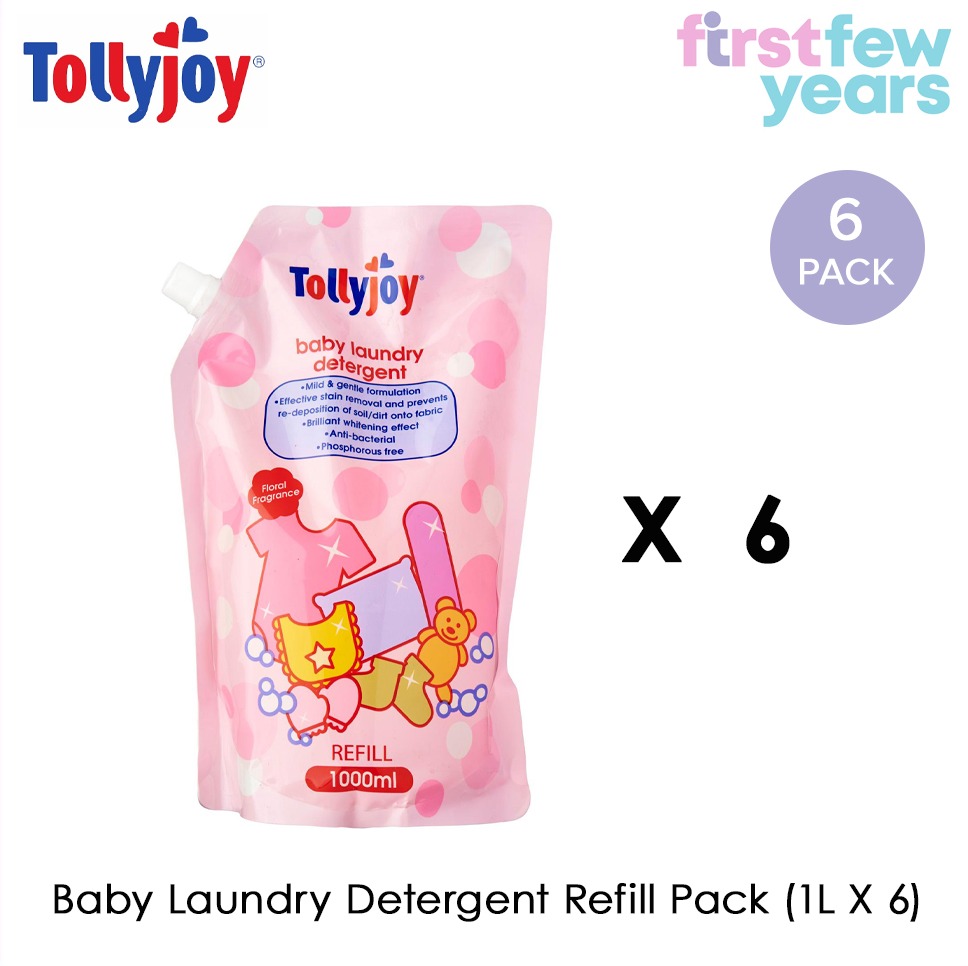 Tollyjoy®
firstfew
years
6
PACK
Tollyjoy®
baby laundry
detergent
•Mild & gentle formulation
•Effective stain removal and prevents
re-deposition of soil/dirt onto fabric
•Brilliant whitening effect
•Anti-bacterial
•Phosphorous free
Floral
Fragrance
X 6
REFILL
1000ml
Baby Laundry Detergent Refill Pack (1L X 6)